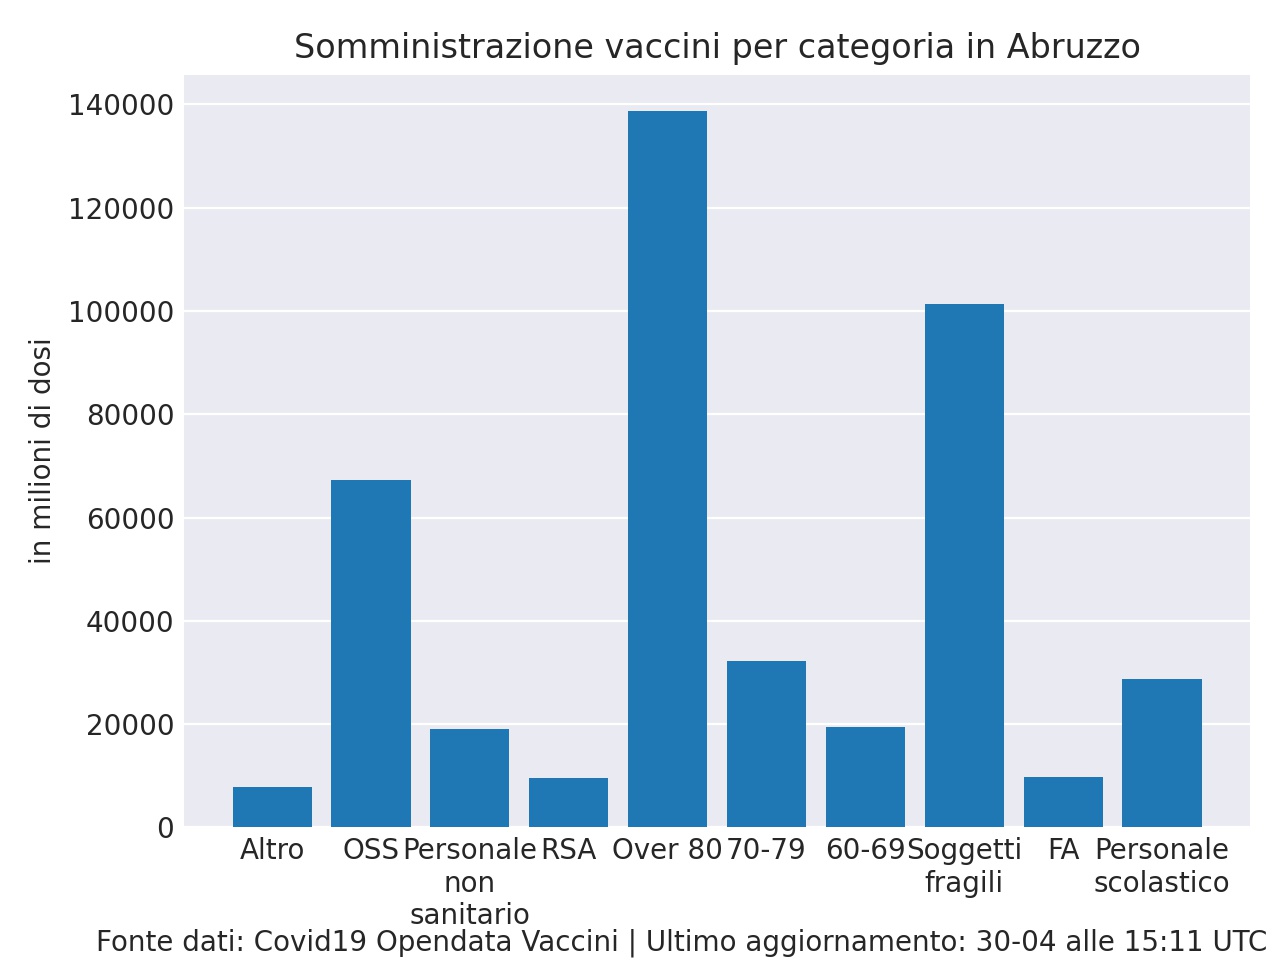 Somministrazione vaccini per categoria in Abruzzo
in milioni di dosi
140000
120000
100000
80000
60000
40000
20000
0
Altro OSS Personale non sanitario RSA Over 80 70-79 60-69 Soggetti fragili FA Personale scolastico
Fonte dati: Covid19 Opendata Vaccini | Ultimo aggiornamento: 30-04 alle 15:11 UTC